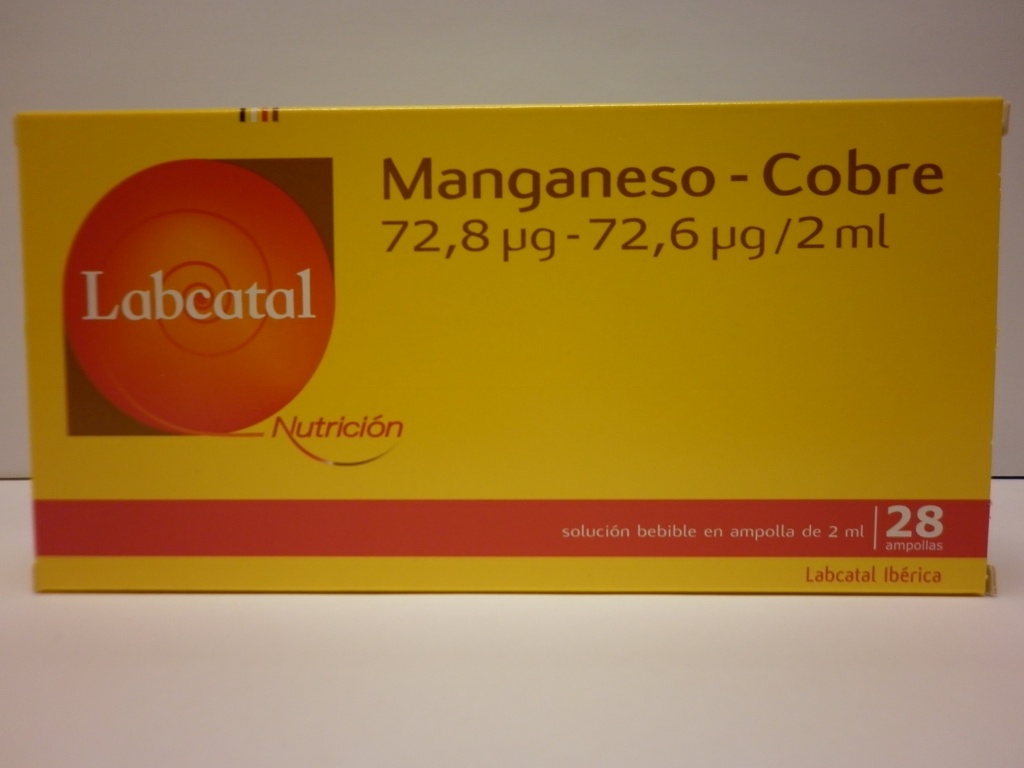 Manganeso - Cobre
72,8 µg - 72,6 µg / 2 ml
Labcatal
Nutrición
solución bebible en ampolla de 2 ml
28
ampollas
Labcatal Ibérica